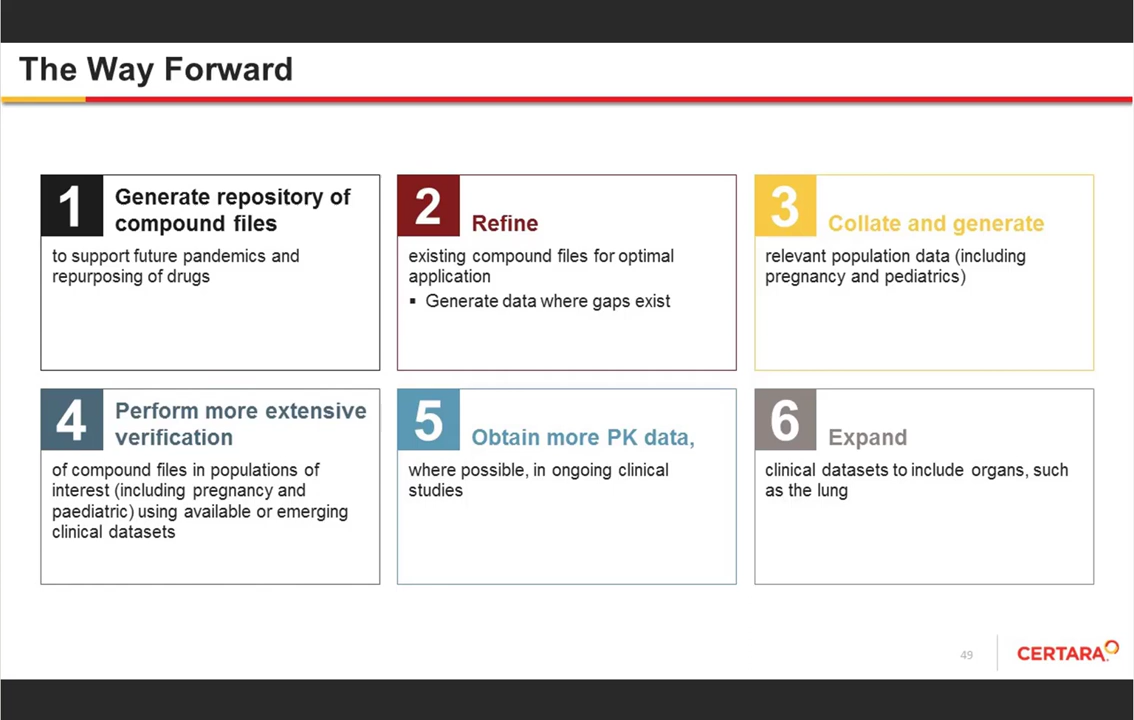 The Way Forward
1
Generate repository of
compound files
to support future pandemics and
repurposing of drugs
2
Refine
existing compound files for optimal
application
▪ Generate data where gaps exist
3
Collate and generate
relevant population data (including
pregnancy and pediatrics)
4
Perform more extensive
verification
of compound files in populations of
interest (including pregnancy and
paediatric) using available or emerging
clinical datasets
5
Obtain more PK data,
where possible, in ongoing clinical
studies
6
Expand
clinical datasets to include organs, such
as the lung
49
CERTARA